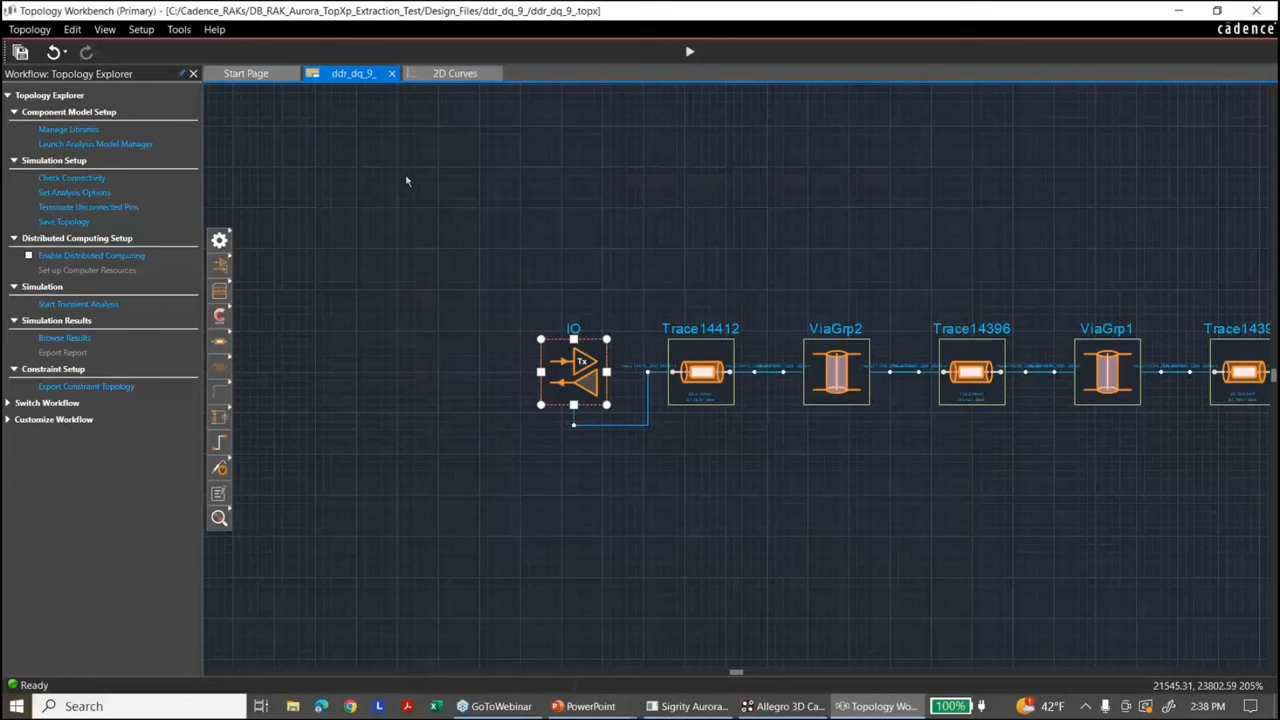 Topology Workbench (Primary) - [C:/Cadence_RAKs/DB_RAK_Aurora_TopXp_Extraction_Test/Design_Files/ddr_dq_9_/ddr_dq_9_.topx]
Topology Edit View Setup Tools Help
cādence
Workflow: Topology Explorer
Start Page
ddr_dq_9_
2D Curves
Topology Explorer
Component Model Setup
Manage Libraries
Launch Analysis Model Manager
Simulation Setup
Check Connectivity
Set Analysis Options
Terminate Unconnected Pins
Save Topology
Distributed Computing Setup
Enable Distributed Computing
Set up Computer Resources
Simulation
Start Transient Analysis
Simulation Results
Browse Results
Export Report
Constraint Setup
Export Constraint Topology
Switch Workflow
Customize Workflow
IO
Trace14412
ViaGrp2
Trace14396
ViaGrp1
Trace1439
Tx
Ready
21545.31, 23802.59 205%
Search
GoToWebinar
PowerPoint
Sigrity Aurora...
Allegro 3D Ca...
Topology Wo...
100%
42°F
2:38 PM